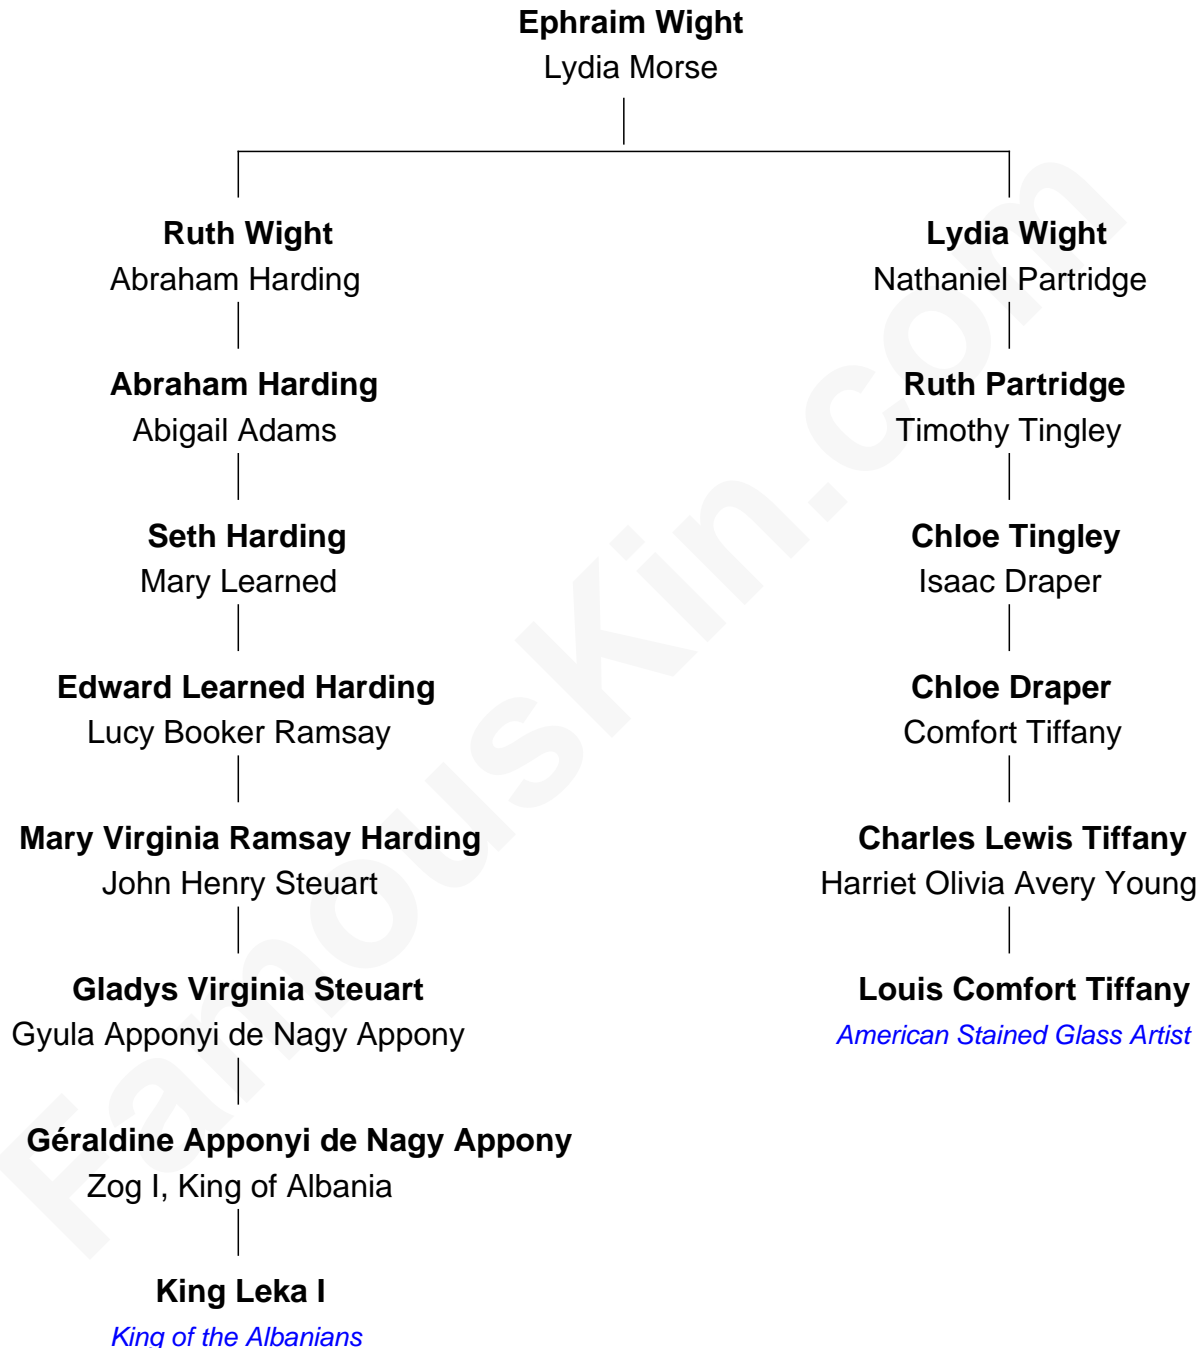 Ephraim Wight
Lydia Morse
Ruth Wight
Abraham Harding
Abraham Harding
Abigail Adams
Seth Harding
Mary Learned
Edward Learned Harding
Lucy Booker Ramsay
Mary Virginia Ramsay Harding
John Henry Steuart
Gladys Virginia Steuart
Gyula Apponyi de Nagy Appony
Géraldine Apponyi de Nagy Appony
Zog I, King of Albania
King Leka I
King of the Albanians
Lydia Wight
Nathaniel Partridge
Ruth Partridge
Timothy Tingley
Chloe Tingley
Isaac Draper
Chloe Draper
Comfort Tiffany
Charles Lewis Tiffany
Harriet Olivia Avery Young
Louis Comfort Tiffany
American Stained Glass Artist
FamousKin.com